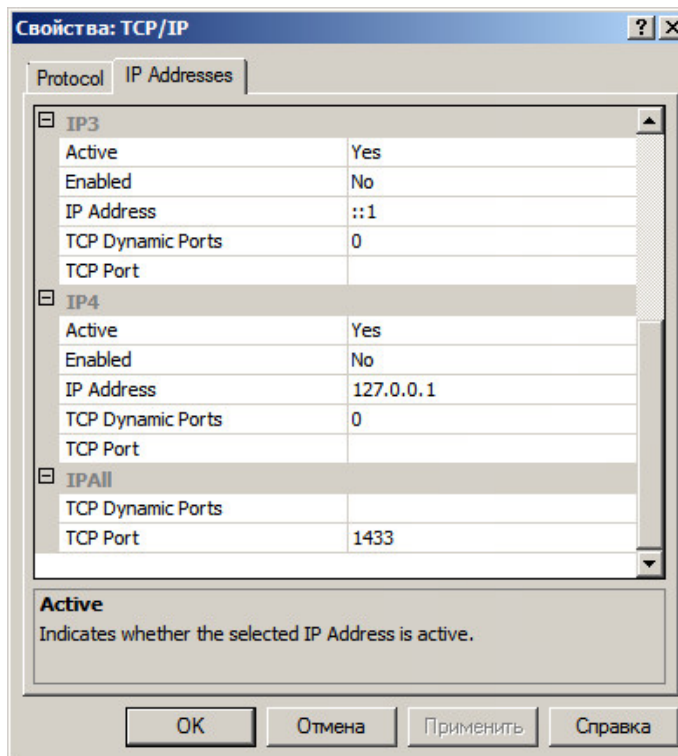 Свойства: TCP/IP
Protocol
IP Addresses
IP3
Active Yes
Enabled No
IP Address ::1
TCP Dynamic Ports 0
TCP Port
IP4
Active Yes
Enabled No
IP Address 127.0.0.1
TCP Dynamic Ports 0
TCP Port
IPAll
TCP Dynamic Ports
TCP Port 1433
Active
Indicates whether the selected IP Address is active.
OK Отмена Применить Справка